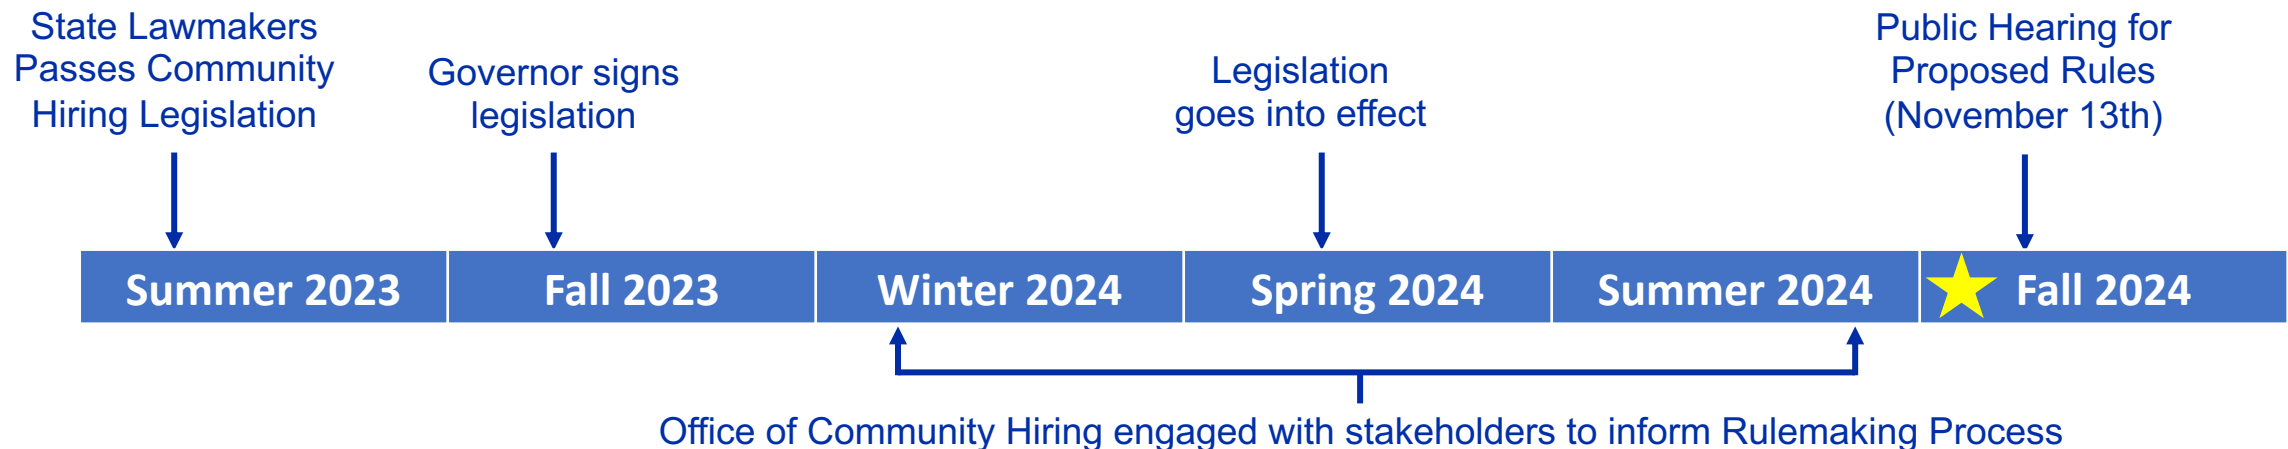 State Lawmakers
Passes Community
Hiring Legislation
Governor signs
legislation
Legislation
goes into effect
Public Hearing for
Proposed Rules
(November 13th)
Summer 2023
Fall 2023
Winter 2024
Spring 2024
Summer 2024
Fall 2024
Office of Community Hiring engaged with stakeholders to inform Rulemaking Process